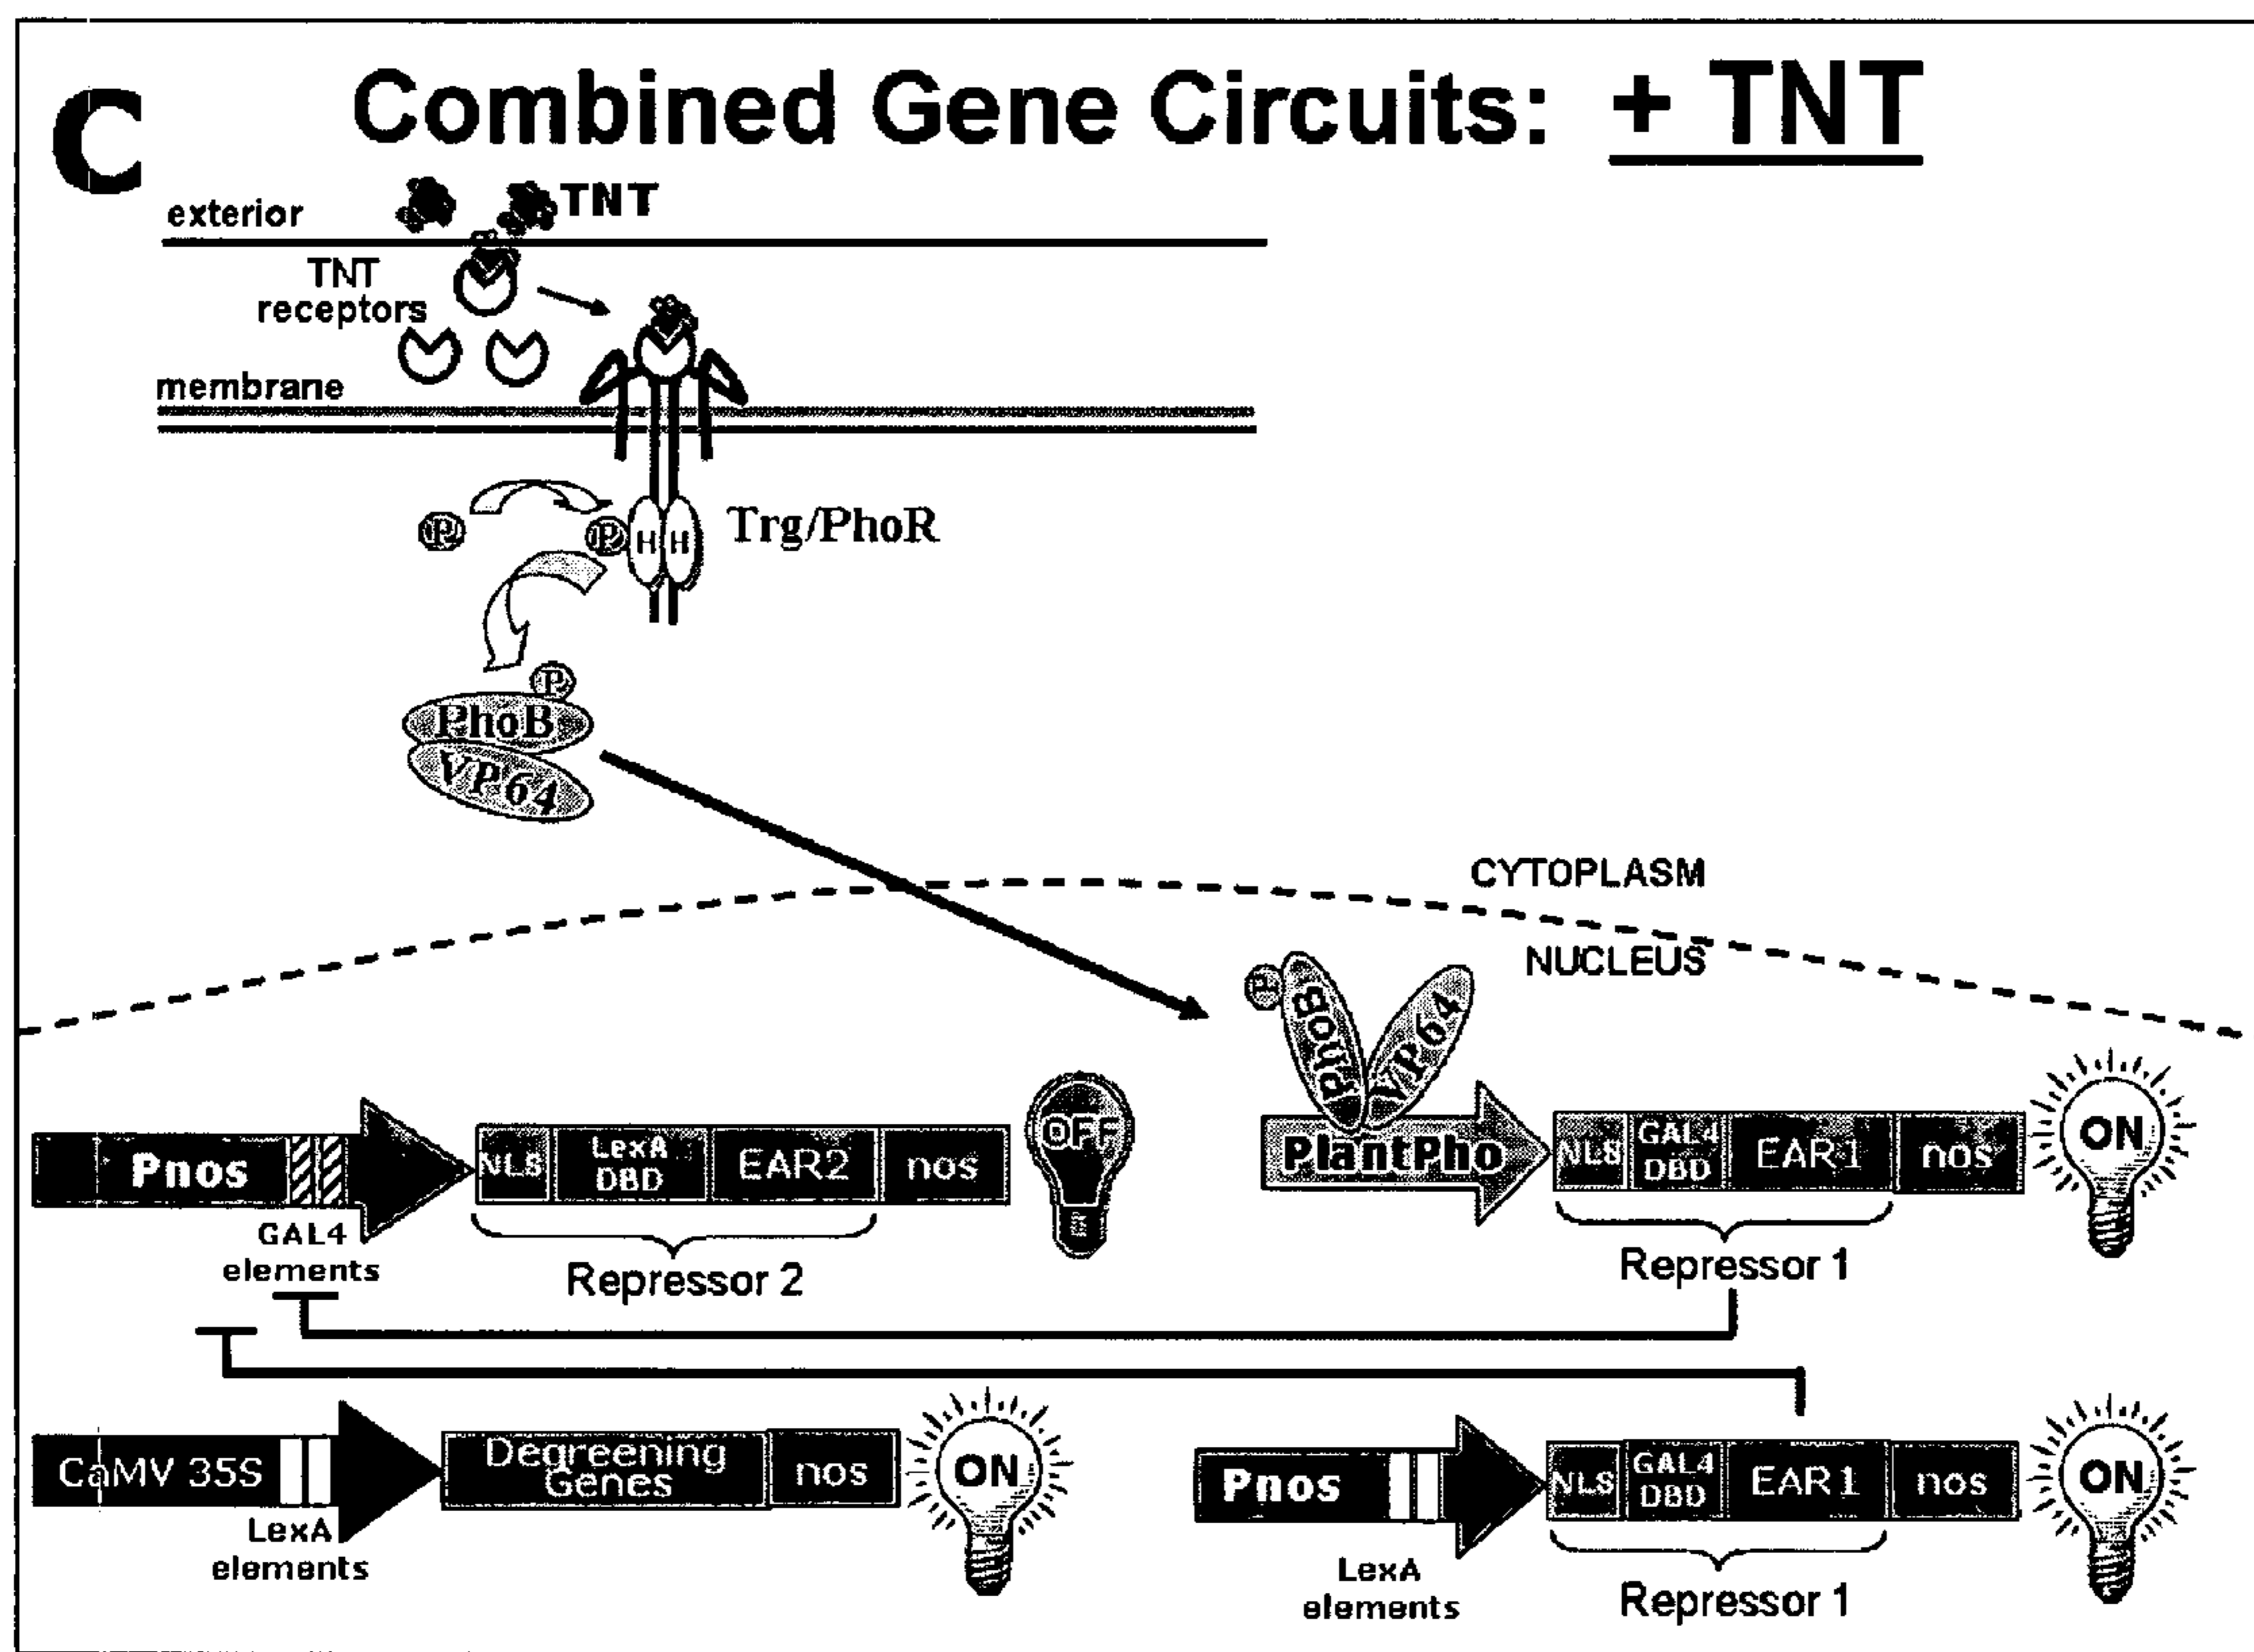 C Combined Gene Circuits: + TNT
TNT
exterior
TNT
receptors
membrane
P
P
H H
Trg/PhoR
P
PhoB
VP64
CYTOPLASM
NUCLEUS
P
PhoB
VP64
Pnos
NLS
LexA
DBD
EAR2
nos
OFF
GAL4
elements
Repressor 2
PlantPho
NLS
GAL4
DBD
EAR1
nos
ON
Repressor 1
CaMV 35S
Degreening
Genes
nos
ON
LexA
elements
Pnos
NLS
GAL4
DBD
EAR1
nos
ON
LexA
elements
Repressor 1